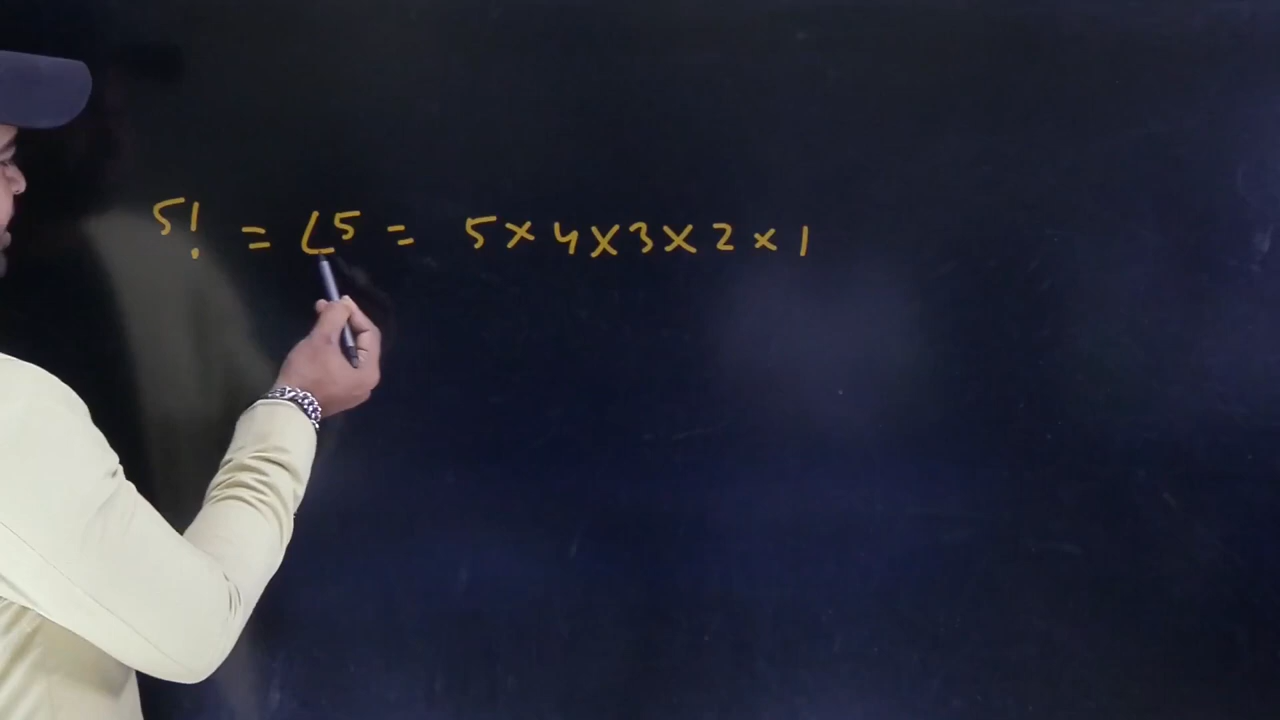 5! = ∟5 = 5 × 4 × 3 × 2 × 1